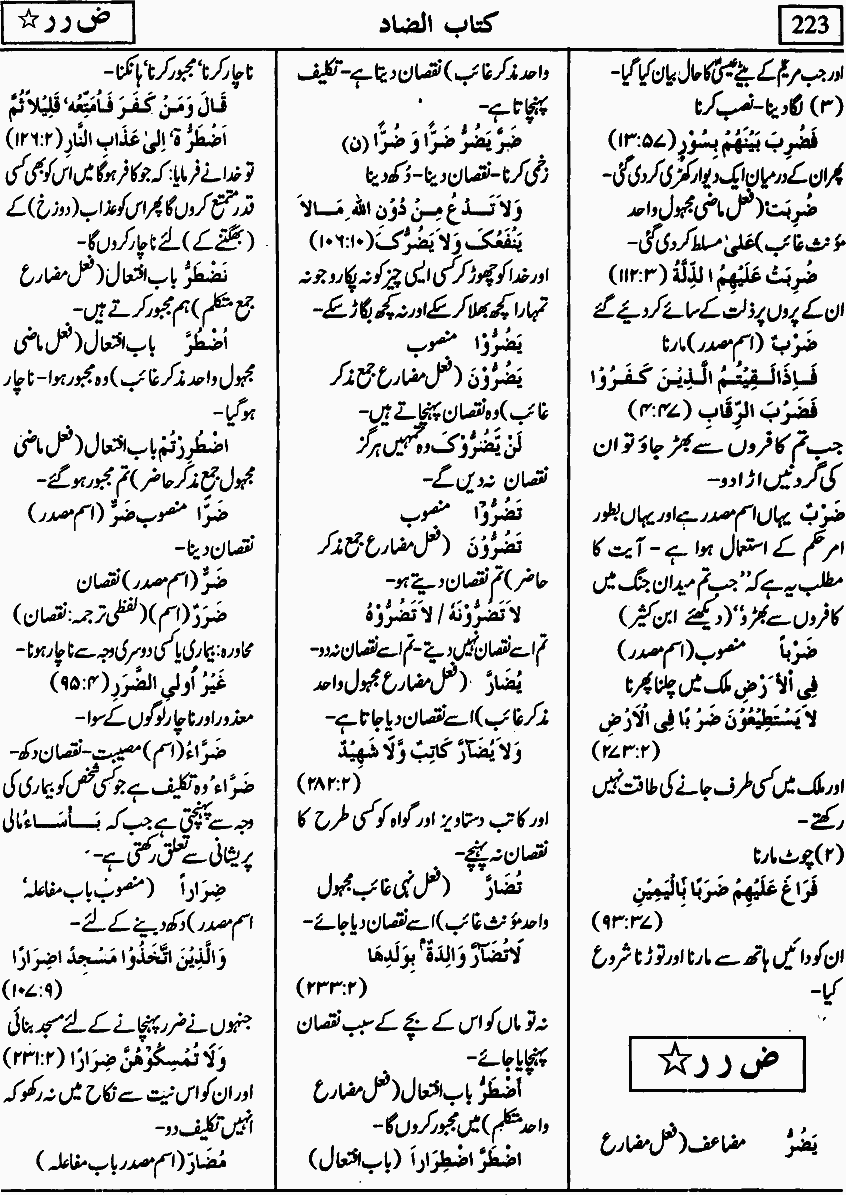 223
کتاب الضاد
ض ر ر ☆
اور جب مریم کے بیٹے عیسیٰ کا حال بیان کیا گیا-
(۳) لگا دینا-نصب کرنا
فَضُرِبَ بَيْنَهُمْ بِسُوْرٍ (۱۳:۵۷)
پھر ان کے درمیان ایک دیوار کھڑی کردی گئی-
ضُرِبَتْ (فعل ماضی مجہول واحد
مؤنث غائب) عَلیٰ مسلط کردی گئی-
ضُرِبَتْ عَلَيْهِمُ الذِّلَّةُ (۱۱۲:۳)
ان کے پروں پر ذلت کے سائے کر دیئے گئے
ضَرْبٌ (اسم مصدر) مارنا
فَاِذَا لَقِيْتُمُ الَّذِيْنَ كَفَرُوْا
فَضَرْبَ الرِّقَابِ (۴:۴۷)
جب تم کافروں سے بھڑ جاؤ تو ان
کی گردنیں اڑا دو-
ضَرْبٌ یہاں اسم مصدر ہے اور یہاں بطور
امر حکم کے استعمال ہوا ہے- آیت کا
مطلب یہ ہے کہ "جب تم میدان جنگ میں
کافروں سے بھڑو" (دیکھئے ابن کثیر)
ضَرْباً منصوب (اسم مصدر)
فِی الْاَرْضِ ملک میں چلنا پھرنا
لَا يَسْتَطِيْعُوْنَ ضَرْبًا فِی الْاَرْضِ
(۲۷۳:۲)
اور ملک میں کسی طرف جانے کی طاقت نہیں
رکھتے-
(۲) چوٹ مارنا
فَرَاغَ عَلَيْهِمْ ضَرْبًا بِالْيَمِيْنِ
(۹۳:۳۷)
ان کو دائیں ہاتھ سے مارنا اور توڑنا شروع
کیا-
ض ر ر ☆
يَضُرُّ مضاعف (فعل مضارع
واحد مذکر غائب) نقصان دیتا ہے- تکلیف
پہنچاتا ہے-
ضَرَّ يَضُرُّ ضَرًّا وَ ضُرًّا (ن)
زخمی کرنا- نقصان دینا- دُکھ دینا
وَلَا تَدْعُ مِنْ دُوْنِ اللهِ مَالَا
يَنْفَعُكَ وَلَا يَضُرُّكَ (۱۰۶:۱۰)
اور خدا کو چھوڑ کر کسی ایسی چیز کو نہ پکارو جو نہ
تمہارا کچھ بھلا کر سکے اور نہ کچھ بگاڑ سکے-
يَضُرُّوْا منصوب
يَضُرُّوْنَ (فعل مضارع جمع مذکر
غائب) وہ نقصان پہنچاتے ہیں-
لَنْ يَّضُرُّوْكَ وہ تمہیں ہرگز
نقصان نہ دیں گے-
تَضُرُّوْا منصوب
تَضُرُّوْنَ (فعل مضارع جمع مذکر
حاضر) تم نقصان دیتے ہو-
لَا تَضُرُّوْنَهُ / لَا تَضُرُّوْهُ
تم اسے نقصان نہیں دیتے- تم اسے نقصان نہ دو-
يُضَارَّ (فعل مضارع مجہول واحد
مذکر غائب) اسے نقصان دیا جاتا ہے-
وَلَا يُضَآرَّ كَاتِبٌ وَّلَا شَهِيْدٌ
(۲۸۲:۲)
اور کاتب دستاویز اور گواہ کو کسی طرح کا
نقصان نہ پہنچے-
تُضَارَّ (فعل نہی غائب مجہول
واحد مؤنث غائب) اسے نقصان دیا جائے-
لَا تُضَآرَّ وَالِدَةٌ بِوَلَدِهَا
(۲۳۳:۲)
نہ تو ماں کو اس کے بچے کے سبب نقصان
پہنچایا جائے-
اَضْطَرُّ باب افتعال (فعل مضارع
واحد متکلم) میں مجبور کروں گا-
اضْطَرَّ اضْطِرَاراً (باب افتعال)
ناچار کرنا، مجبور کرنا، ہانکنا-
قَالَ وَمَنْ كَفَرَ فَاُمَتِّعُه، قَلِيْلاً ثُمَّ
اَضْطَرُّهٗ اِلیٰ عَذَابِ النَّارِ (۱۲۶:۲)
تو خدا نے فرمایا: کہ جو کافر ہوگا میں اس کو بھی کسی
قدر متمتع کروں گا پھر اس کو عذاب (دوزخ) کے
(بھگتنے کے) لئے ناچار کروں گا-
نَضْطَرُّ باب افتعال (فعل مضارع
جمع متکلم) ہم مجبور کرتے ہیں-
اُضْطُرَّ باب افتعال (فعل ماضی
مجہول واحد مذکر غائب) وہ مجبور ہوا- ناچار
ہوگیا-
اضْطُرِرْتُمْ باب افتعال (فعل ماضی
مجہول جمع مذکر حاضر) تم مجبور ہو گئے-
ضَرًّا منصوب ضَرٌّ (اسم مصدر)
نقصان دینا-
ضَرٌّ (اسم مصدر) نقصان
ضَرَرٌ (اسم) (لفظی ترجمہ: نقصان)
محاورہ: بیماری یا کسی دوسری وجہ سے ناچار ہونا-
غَيْرُ اُولِی الضَّرَرِ (۹۵:۴)
معذور اور ناچار لوگوں کے سوا-
ضَرَّاءُ (اسم) مصیبت- نقصان دکھ-
ضَرَّاءُ وہ تکلیف ہے جو کسی شخص کو بیماری کی
وجہ سے پہنچتی ہے جب کہ بَأْسَاءُ مالی
پریشانی سے تعلق رکھتی ہے-
ضِرَاراً (منصوب باب مفاعلہ،
اسم مصدر) دکھ دینے کے لئے-
وَالَّذِيْنَ اتَّخَذُوْا مَسْجِدًا ضِرَارًا
(۱۰۷:۹)
جنہوں نے ضرر پہنچانے کے لئے مسجد بنائی
وَلَا تُمْسِكُوْهُنَّ ضِرَارًا (۲۳۱:۲)
اور ان کو اس نیت سے نکاح میں نہ رکھو کہ
انہیں تکلیف دو-
مُضَارّ (اسم مصدر باب مفاعلہ)